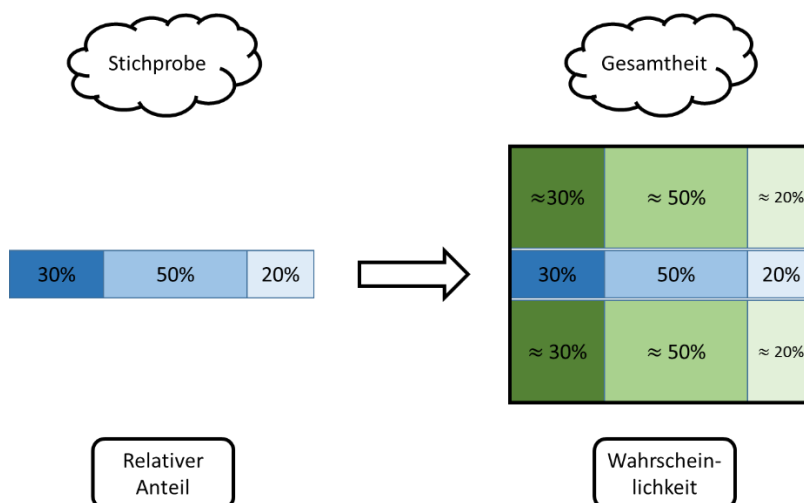 Stichprobe
Gesamtheit
≈30%
≈ 50%
≈ 20%
30%
50%
20%
30%
50%
20%
≈ 30%
≈ 50%
≈ 20%
Relativer
Anteil
Wahrschein-
lichkeit